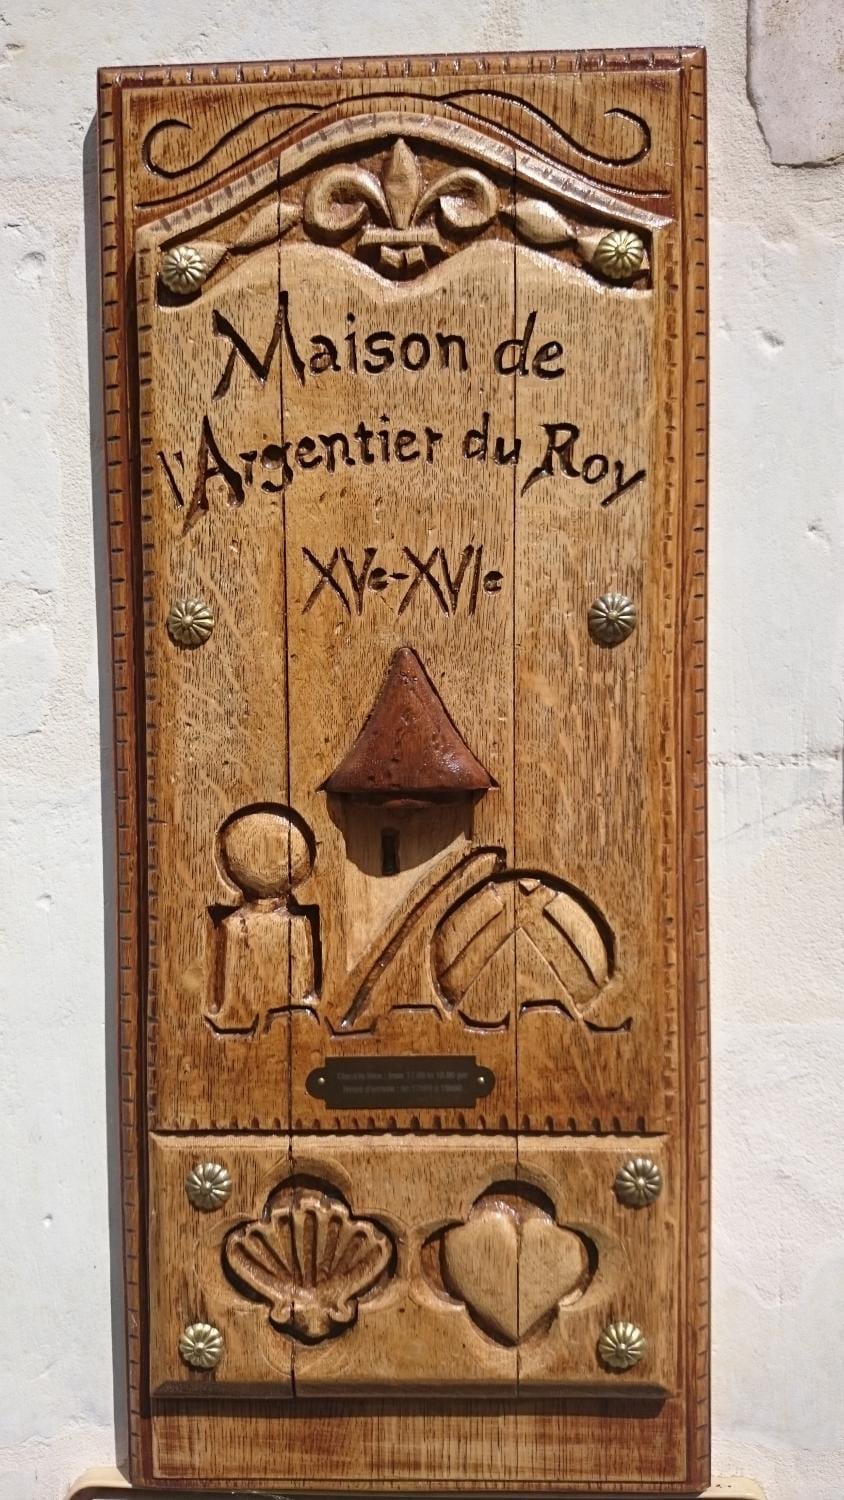 Maison de
l'Argentier du Roy
XVe-XVIe